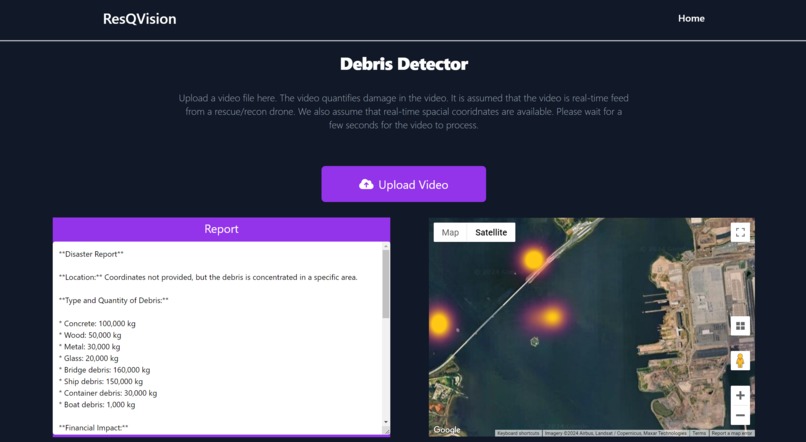 ResQVision
Home
Debris Detector
Upload a video file here. The video quantifies damage in the video. It is assumed that the video is real-time feed
from a rescue/recon drone. We also assume that real-time spacial coordnates are available. Please wait for a
few seconds for the video to process.
Upload Video
Report
**Disaster Report**
**Location:** Coordinates not provided, but the debris is concentrated in a specific area.
**Type and Quantity of Debris:**
* Concrete: 100,000 kg
* Wood: 50,000 kg
* Metal: 30,000 kg
* Glass: 20,000 kg
* Bridge debris: 160,000 kg
* Ship debris: 150,000 kg
* Container debris: 30,000 kg
* Boat debris: 1,000 kg
**Financial Impact:**
Map
Satellite
Google
Keyboard shortcuts
Imagery ©2024 Airbus, Landsat / Copernicus, Maxar Technologies
Terms
Report a map error